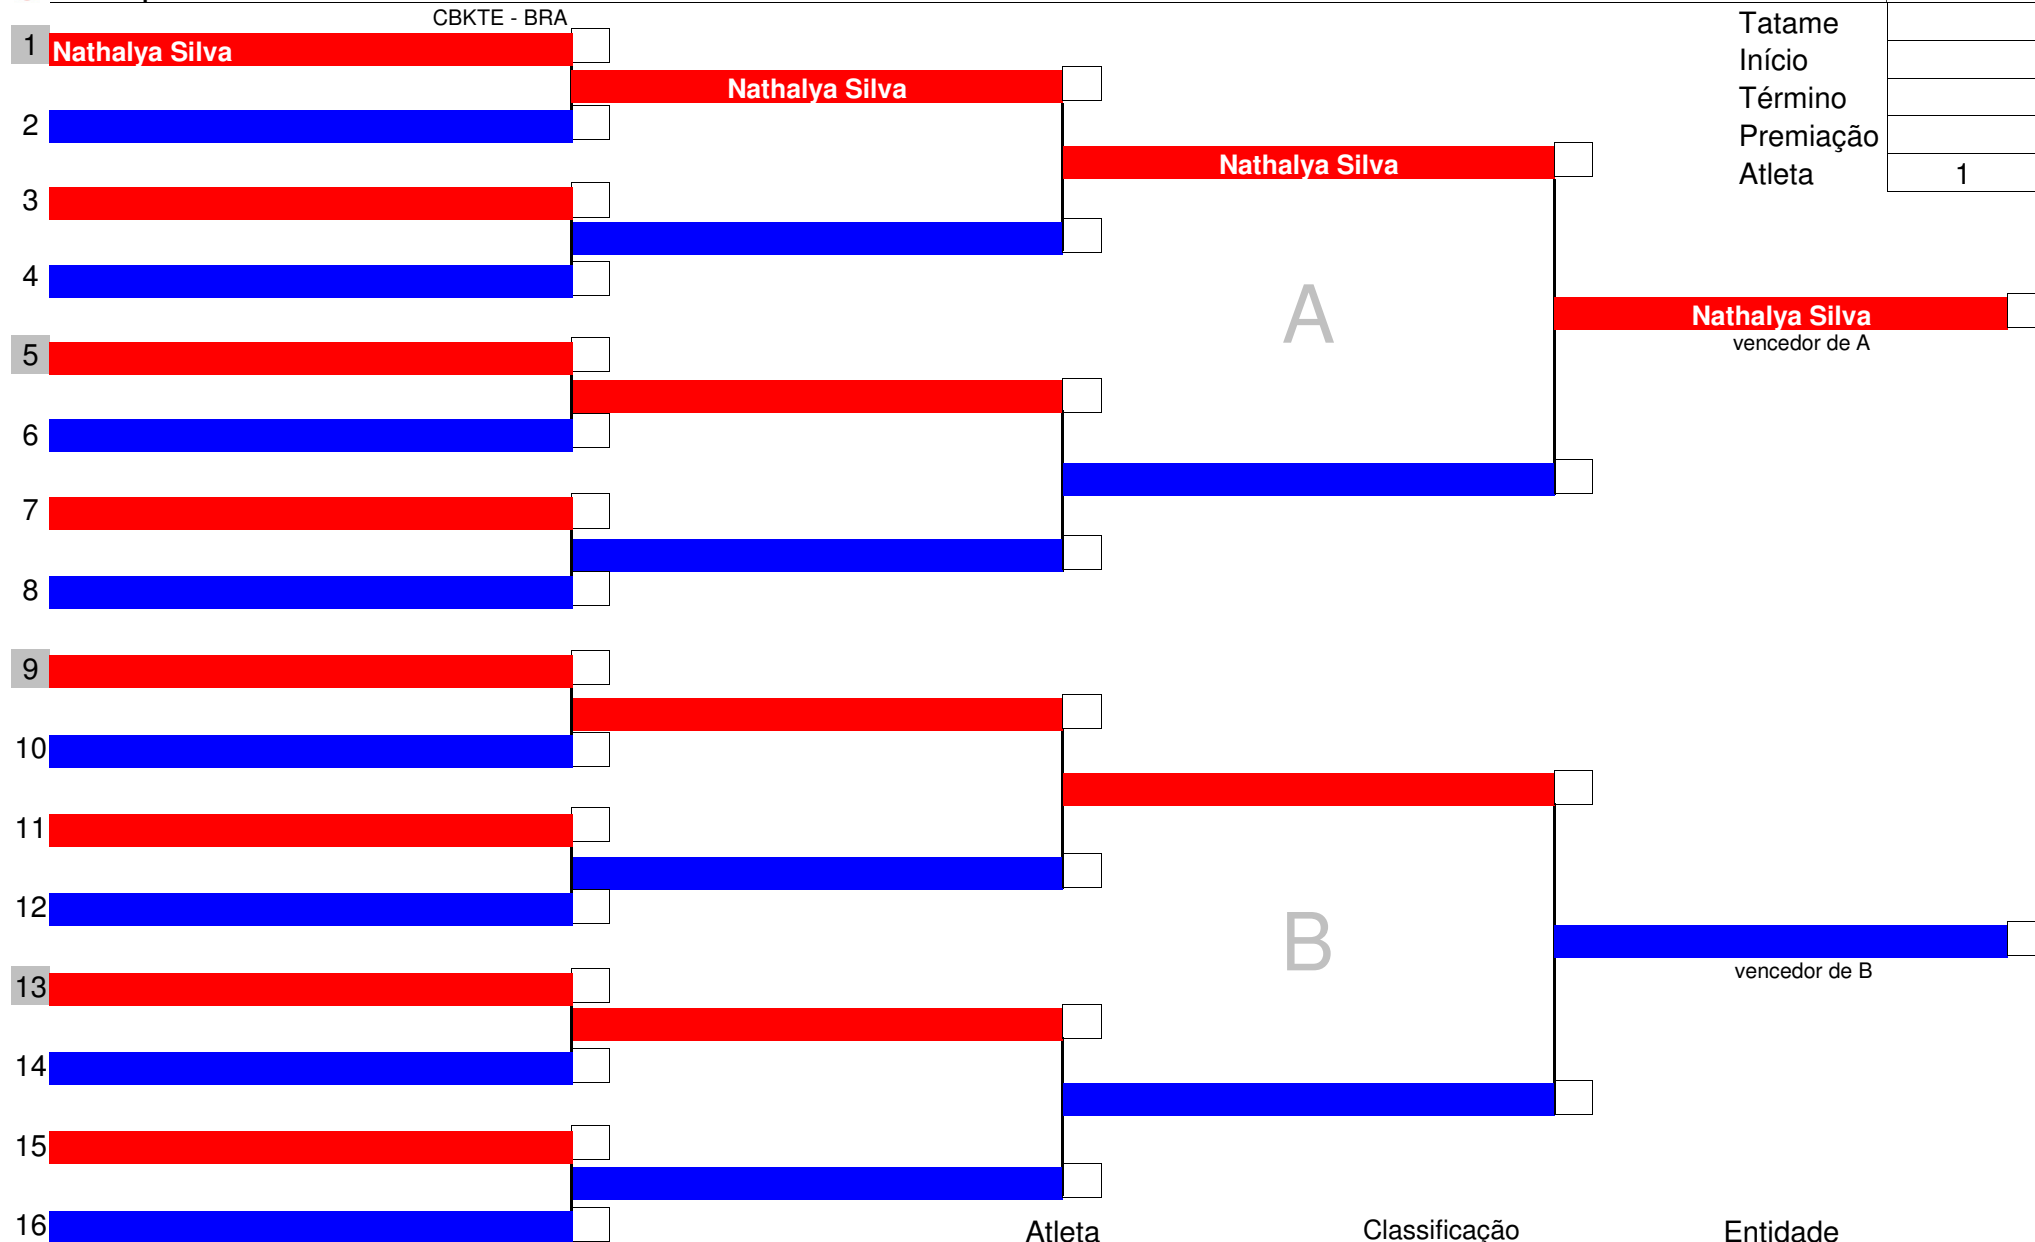 CBKTE - BRA
Tatame
1 Nathalya Silva
Início
Nathalya Silva
Término
2
Premiação
Nathalya Silva
Atleta 1
3
4
Nathalya Silva
A
vencedor de A
5
6
7
8
9
10
11
12
B
vencedor de B
13
14
15
16
Atleta Classificação Entidade